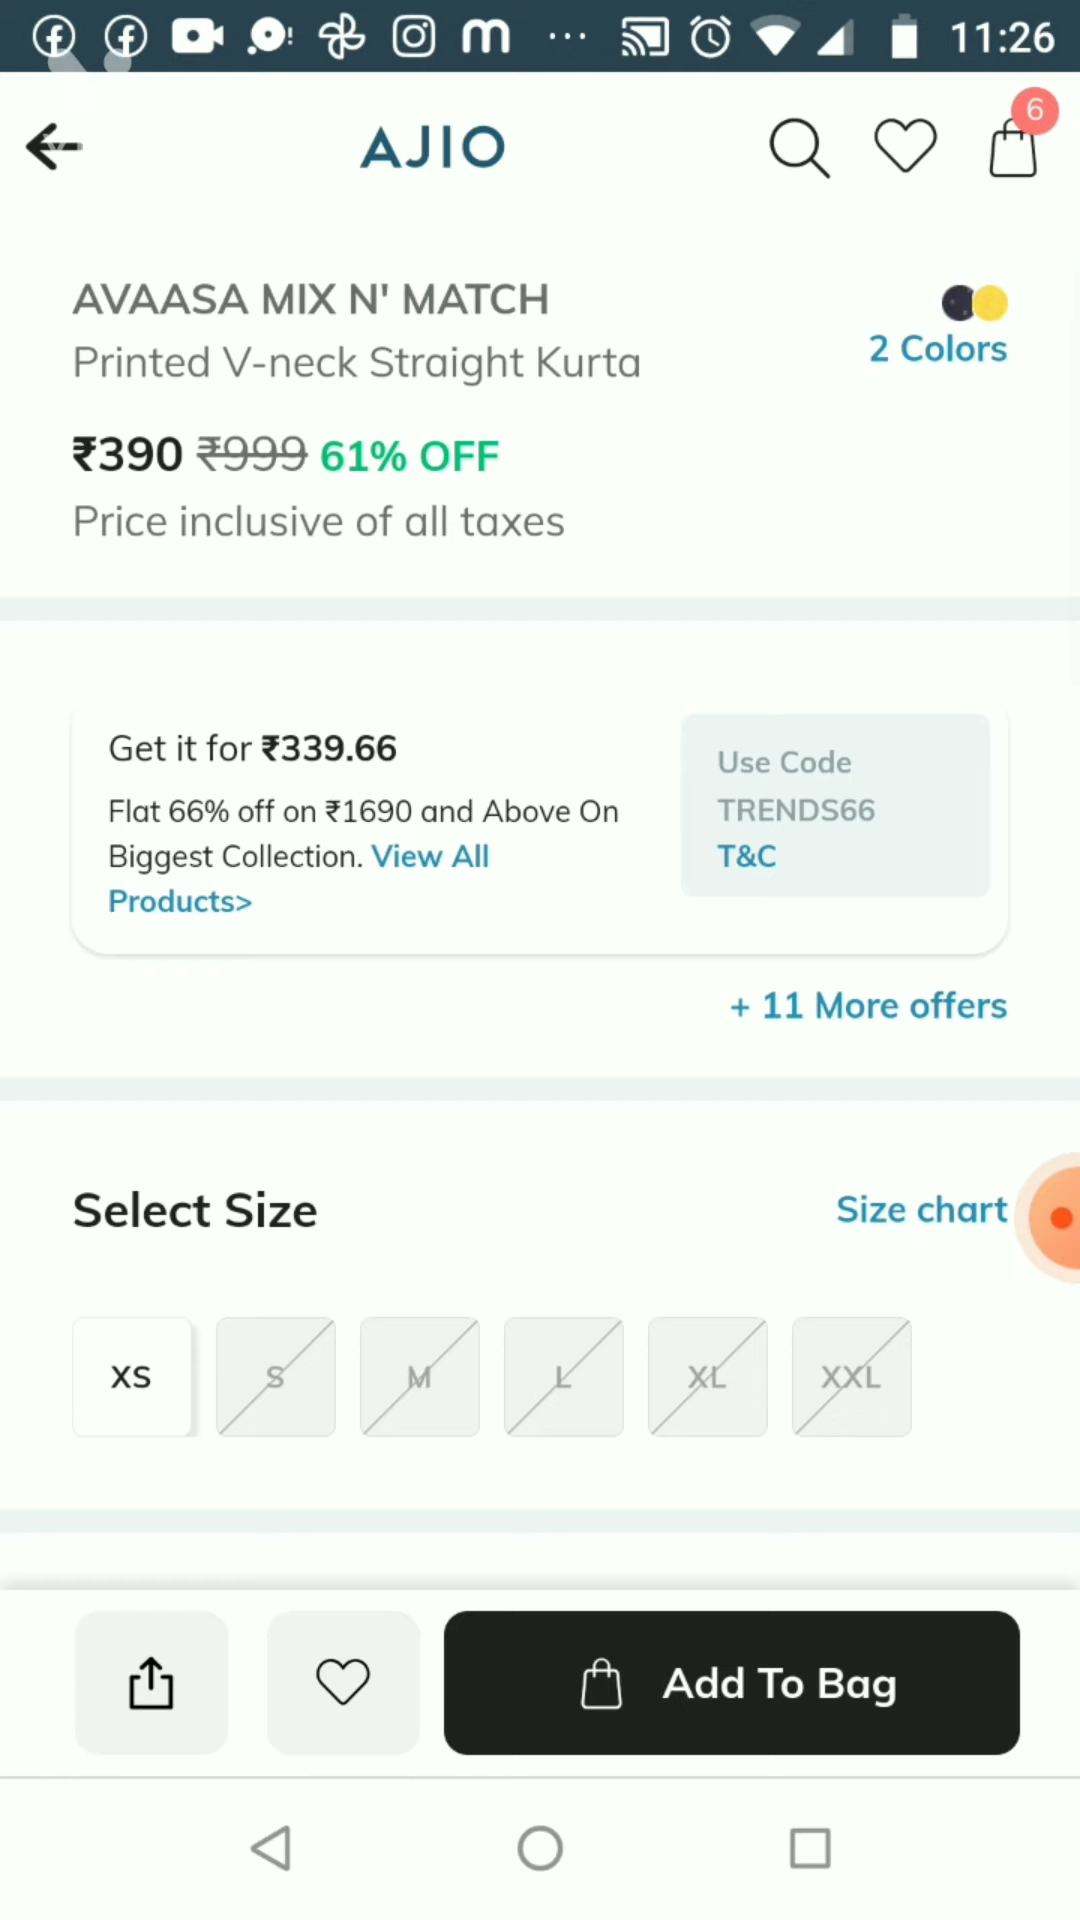 11:26
AJIO
6
AVAASA MIX N' MATCH
Printed V-neck Straight Kurta
2 Colors
₹390 ₹999 61% OFF
Price inclusive of all taxes
Get it for ₹339.66
Flat 66% off on ₹1690 and Above On
Biggest Collection. View All
Products>
Use Code
TRENDS66
T&C
+ 11 More offers
Select Size
Size chart
XS S M L XL XXL
Add To Bag